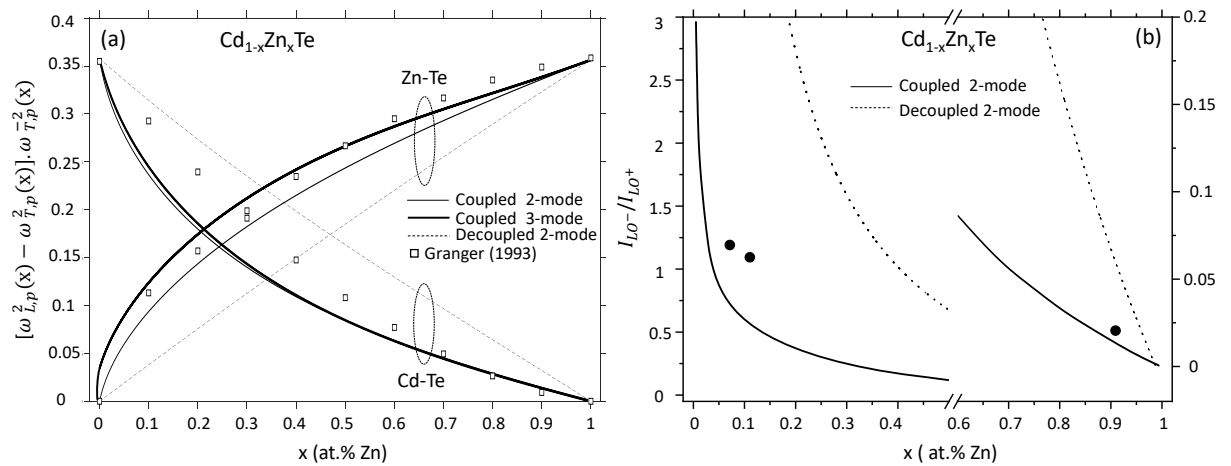 (a)
Cd1-xZnxTe
Zn-Te
Coupled 2-mode
Coupled 3-mode
Decoupled 2-mode
Granger (1993)
Cd-Te
[ω²L,p(x) − ω²T,p(x)]. ω⁻²T,p(x)
0.4
0.35
0.3
0.25
0.2
0.15
0.1
0.05
0
0 0.1 0.2 0.3 0.4 0.5 0.6 0.7 0.8 0.9 1
x (at.% Zn)
(b)
Cd1-xZnxTe
Coupled 2-mode
Decoupled 2-mode
ILO⁻/ILO⁺
3
2.5
2
1.5
1
0.5
0
0.2
0.15
0.1
0.05
0
0 0.1 0.2 0.3 0.4 0.6 0.7 0.8 0.9 1
x ( at.% Zn)